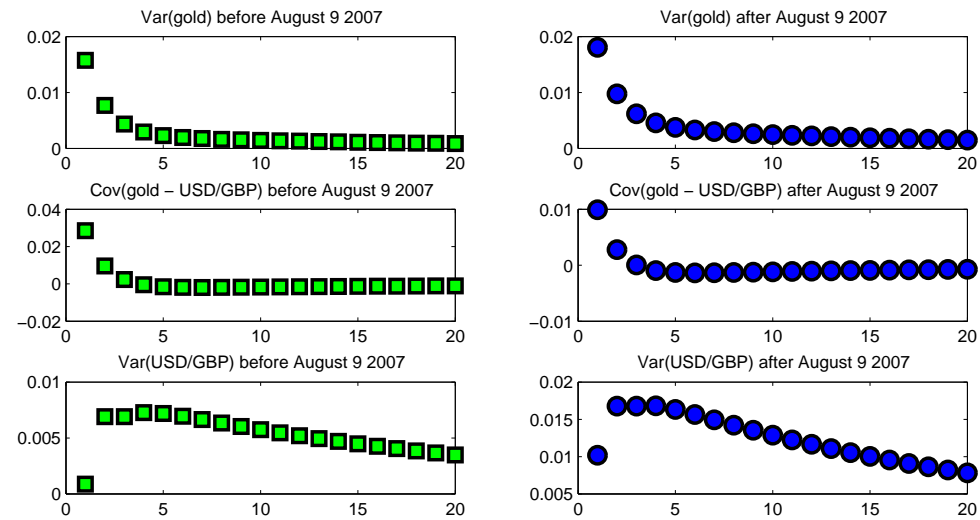 Var(gold) before August 9 2007
0.02
0.01
0
0 5 10 15 20
Var(gold) after August 9 2007
0.02
0.01
0
0 5 10 15 20
Cov(gold − USD/GBP) before August 9 2007
0.04
0.02
0
−0.02
0 5 10 15 20
Cov(gold − USD/GBP) after August 9 2007
0.01
0
−0.01
0 5 10 15 20
Var(USD/GBP) before August 9 2007
0.01
0.005
0
0 5 10 15 20
Var(USD/GBP) after August 9 2007
0.02
0.015
0.01
0.005
0 5 10 15 20